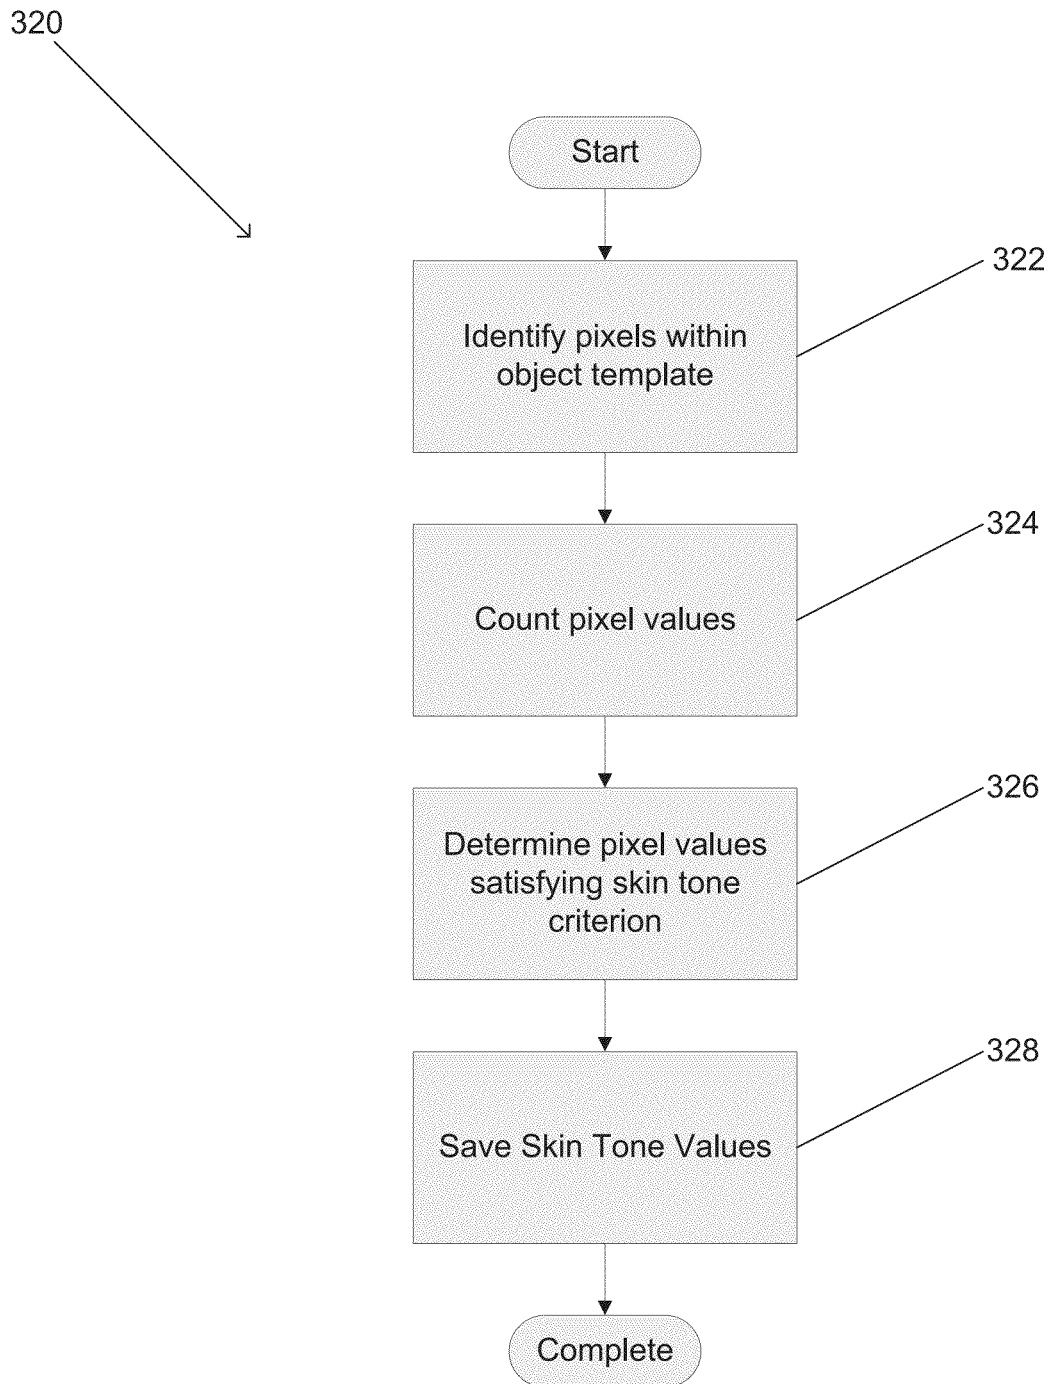 320
Start
322
Identify pixels within
object template
324
Count pixel values
326
Determine pixel values
satisfying skin tone
criterion
328
Save Skin Tone Values
Complete